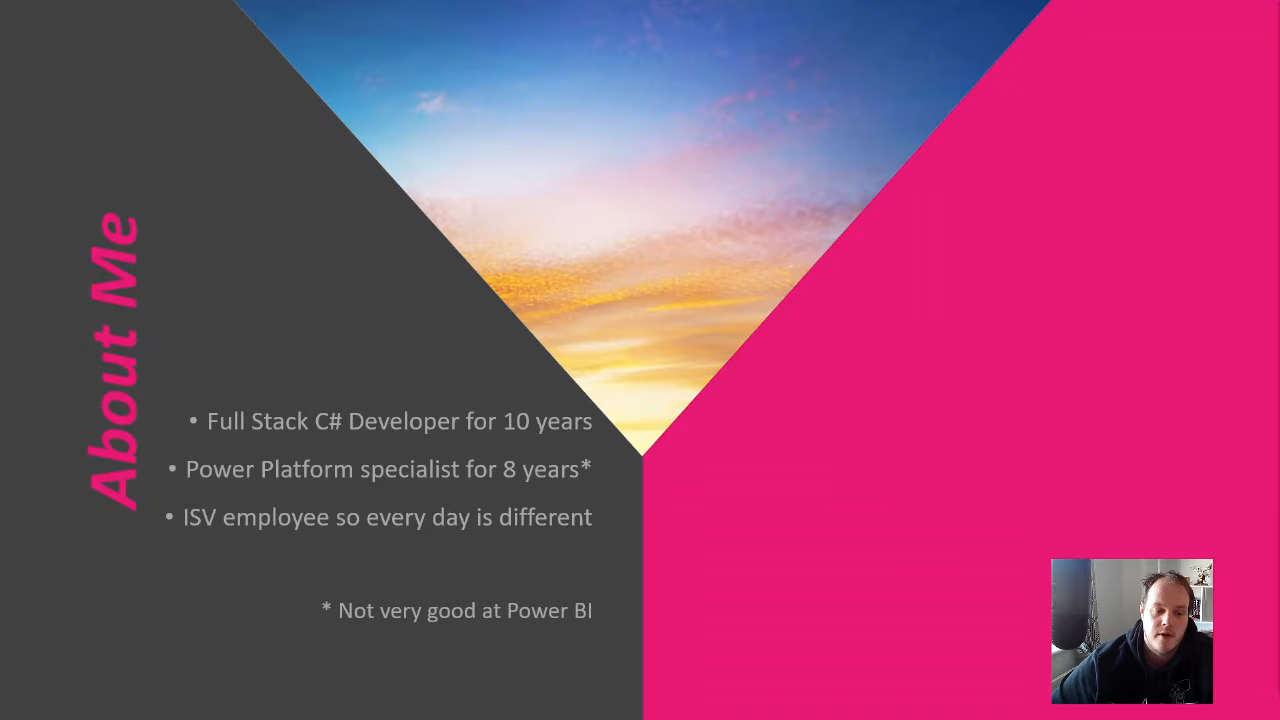 About Me
• Full Stack C# Developer for 10 years
• Power Platform specialist for 8 years*
• ISV employee so every day is different
* Not very good at Power BI